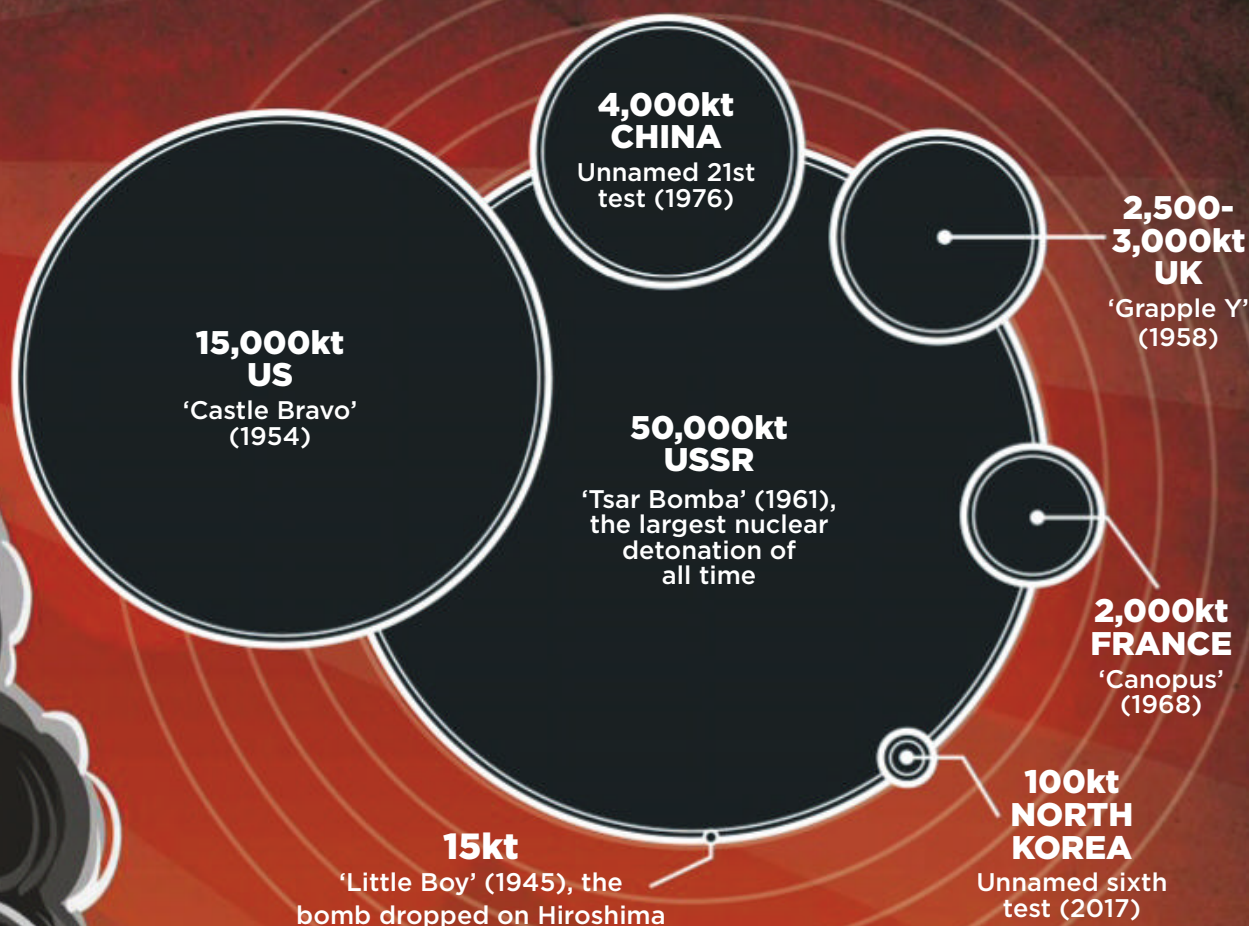 4,000kt
CHINA
Unnamed 21st
test (1976)
2,500-
3,000kt
UK
‘Grapple Y’
(1958)
15,000kt
US
‘Castle Bravo’
(1954)
50,000kt
USSR
‘Tsar Bomba’ (1961),
the largest nuclear
detonation of
all time
2,000kt
FRANCE
‘Canopus’
(1968)
100kt
NORTH
KOREA
Unnamed sixth
test (2017)
15kt
‘Little Boy’ (1945), the
bomb dropped on Hiroshima